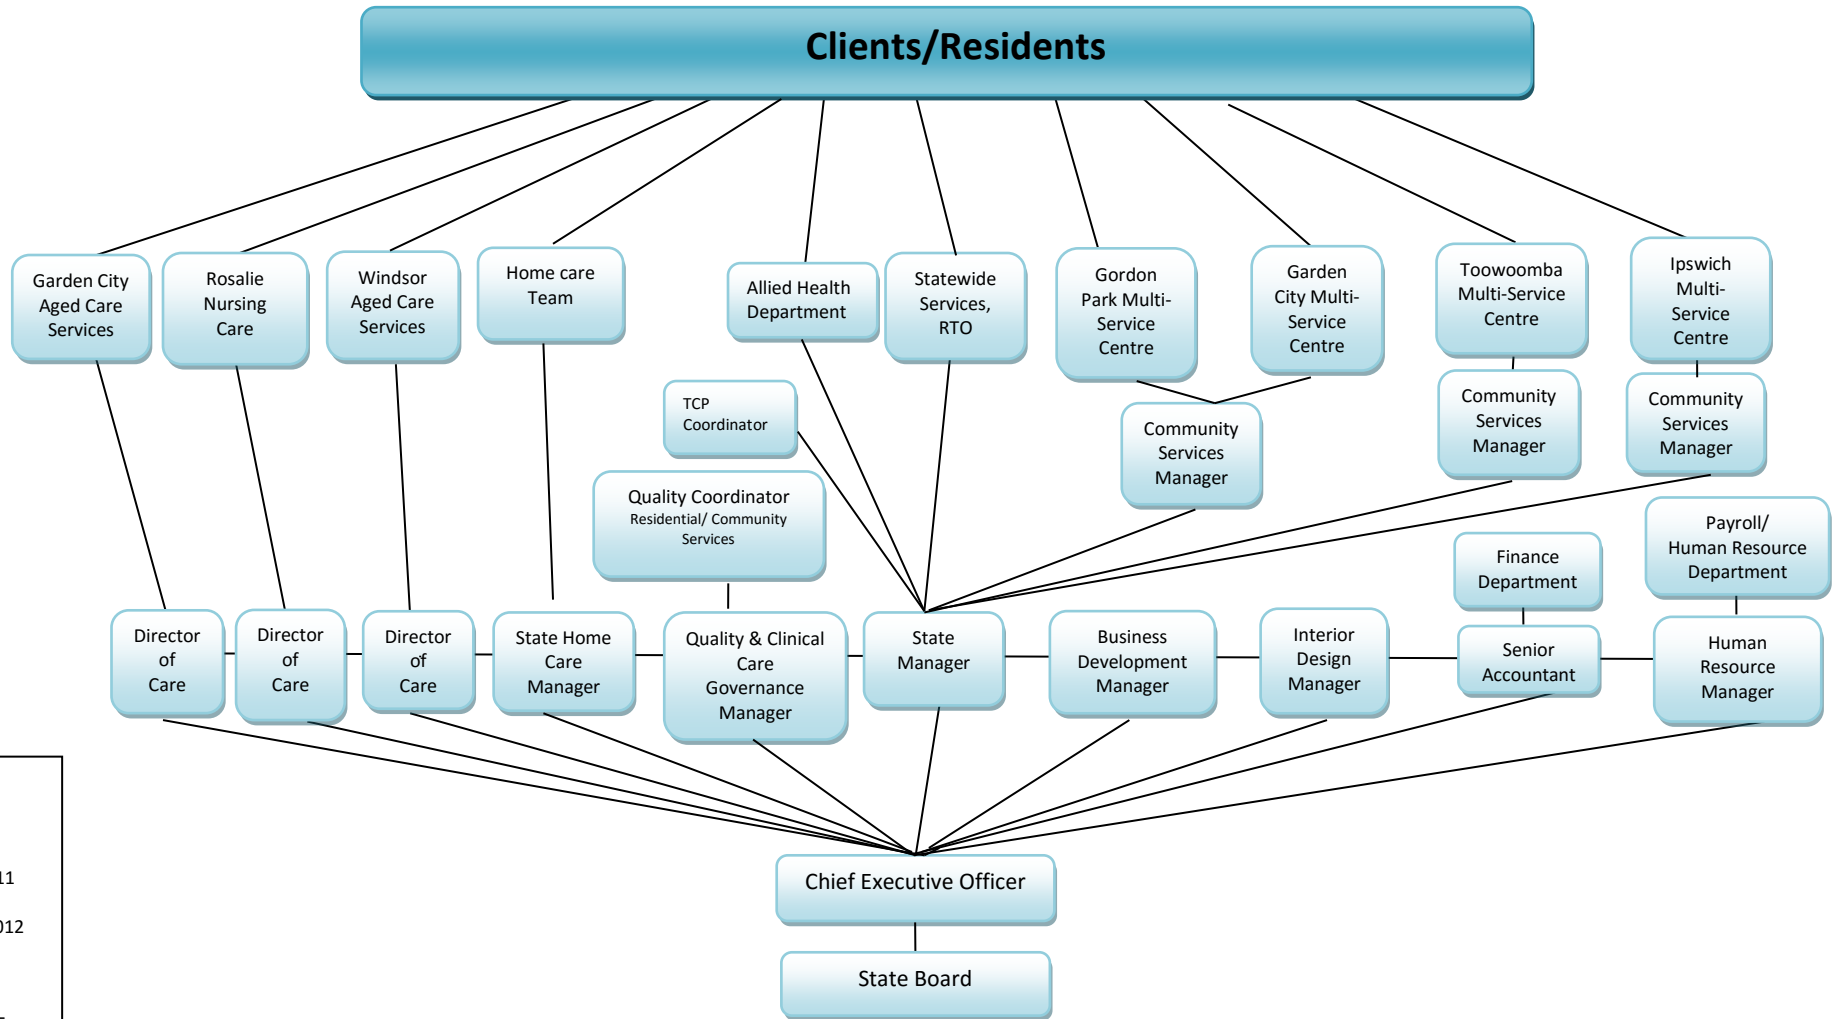 Clients/Residents
Garden City
Aged Care
Services
Rosalie
Nursing
Care
Windsor
Aged Care
Services
Home care
Team
Allied Health
Department
Statewide
Services,
RTO
Gordon
Park Multi-
Service
Centre
Garden
City Multi-
Service
Centre
Toowoomba
Multi-Service
Centre
Ipswich
Multi-
Service
Centre
TCP
Coordinator
Community
Services
Manager
Community
Services
Manager
Community
Services
Manager
Quality Coordinator
Residential/ Community
Services
Finance
Department
Payroll/
Human Resource
Department
Director
of
Care
Director
of
Care
Director
of
Care
State Home
Care
Manager
Quality & Clinical
Care
Governance
Manager
State
Manager
Business
Development
Manager
Interior
Design
Manager
Senior
Accountant
Human
Resource
Manager
11
012
Chief Executive Officer
State Board